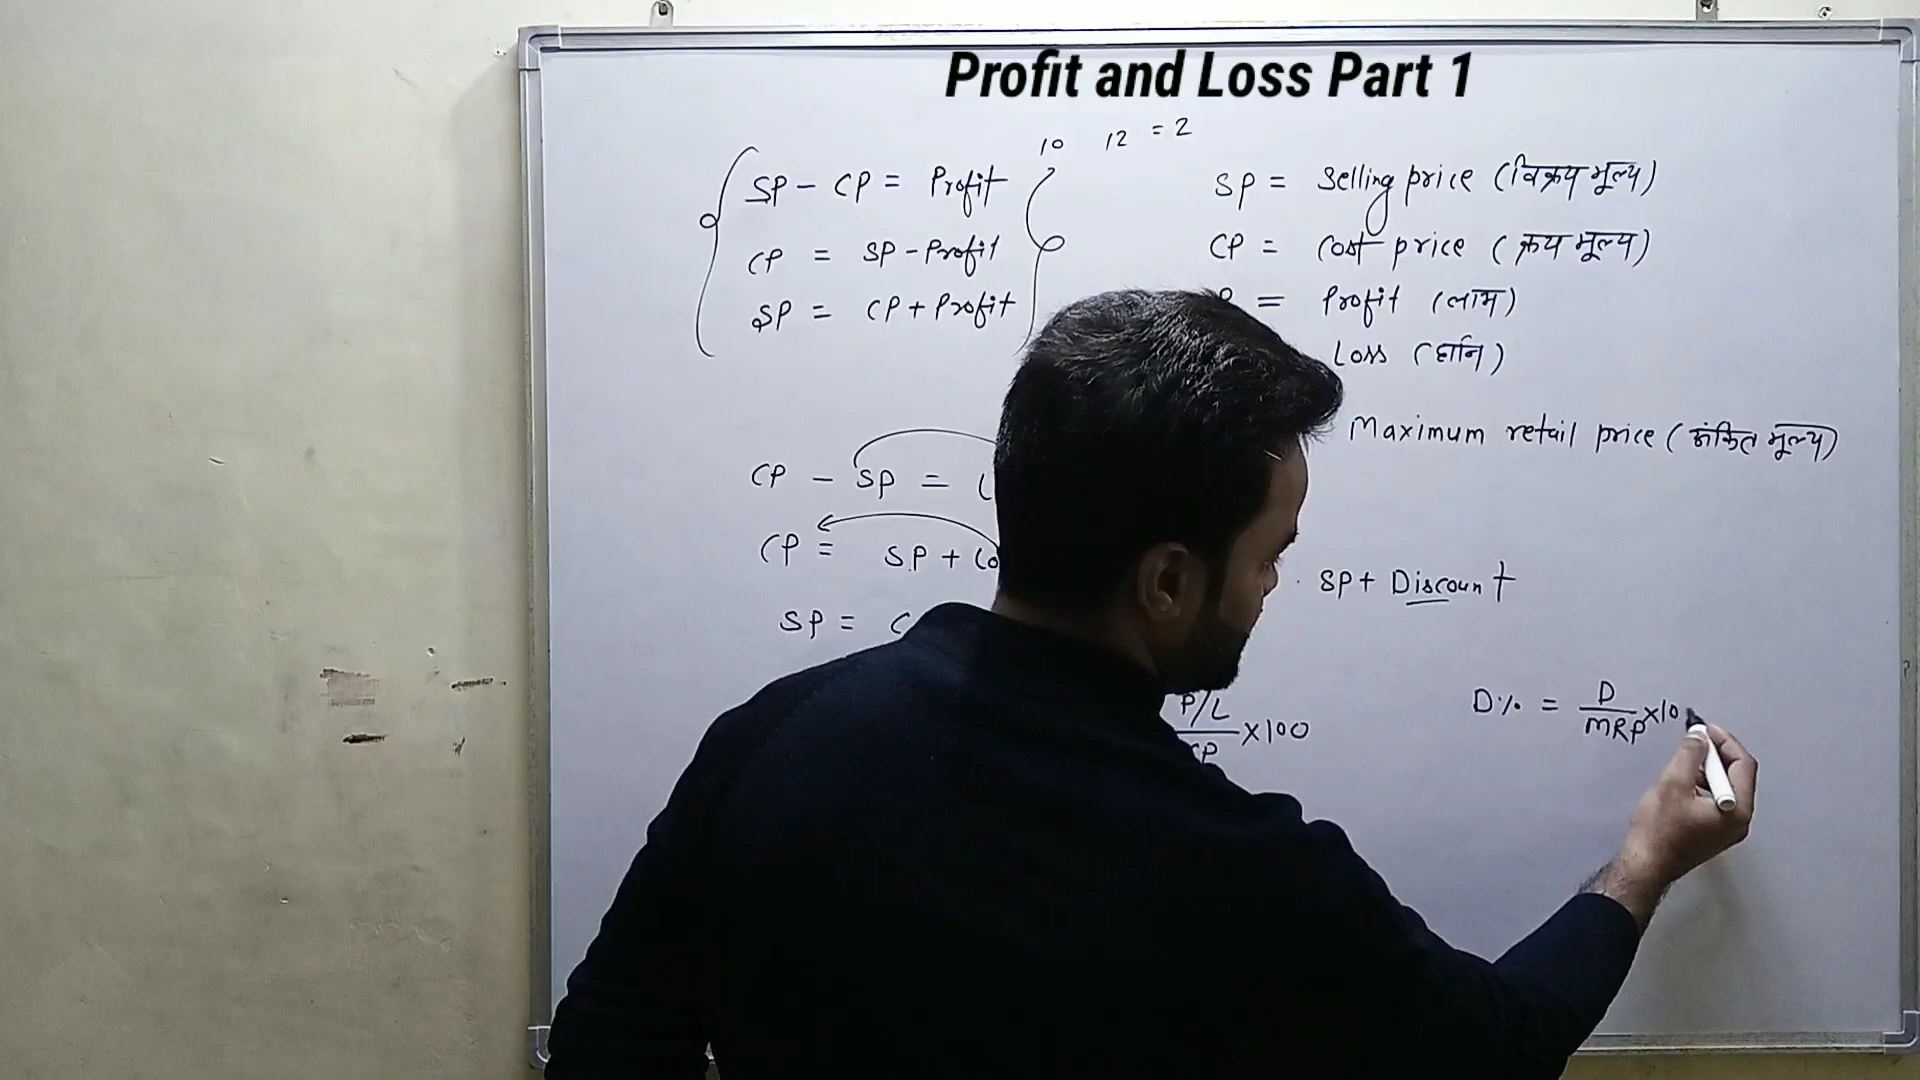 Profit and Loss Part 1
10 12 = 2
SP - CP = Profit
CP = SP - Profit
SP = CP + Profit
SP = Selling price (विक्रय मूल्य)
CP = Cost price (क्रय मूल्य)
= Profit (लाभ)
Loss (हानि)
Maximum retail price (अंकित मूल्य)
CP - SP = L
CP = SP + Lo
SP = C
SP + Discount
P/L
CP
×100
D% = D/MRP ×10